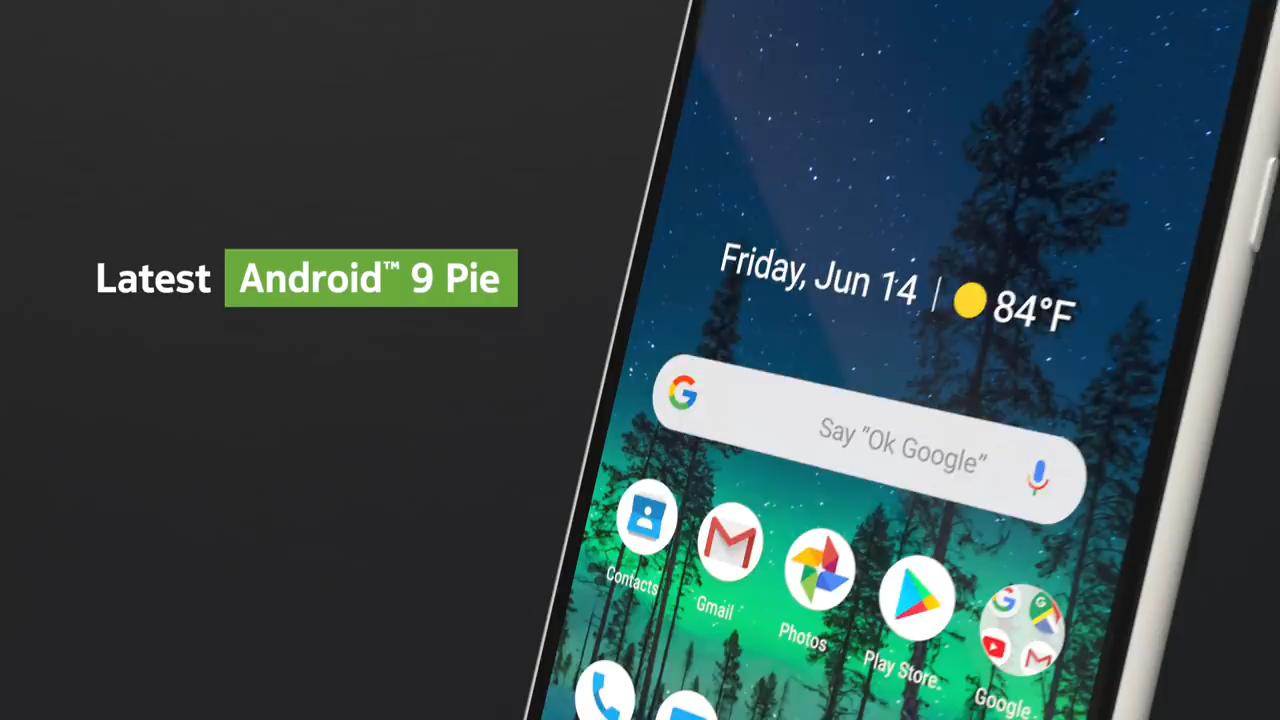 Latest Android™ 9 Pie
Friday, Jun 14 | 84°F
Say "Ok Google"
Contacts
Gmail
Photos
Play Store
Google